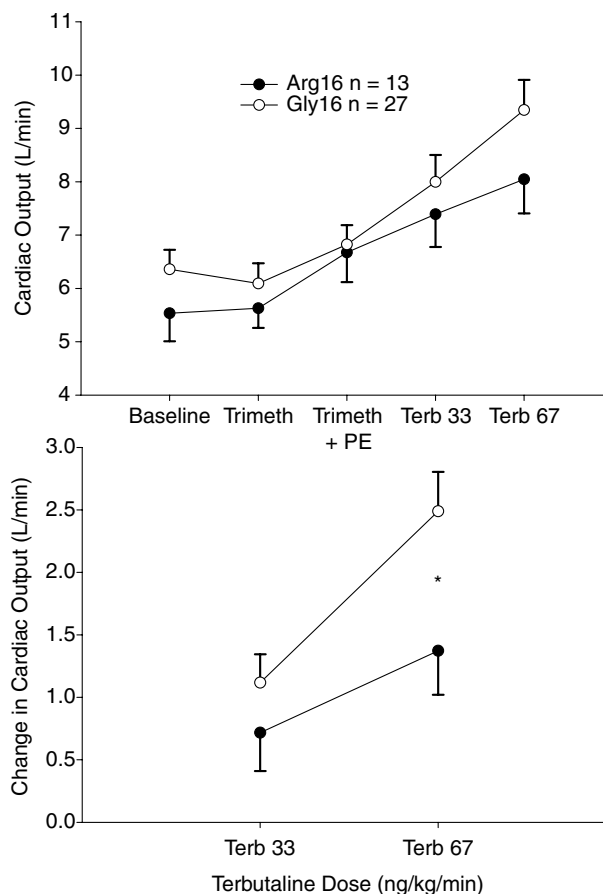 Cardiac Output (L/min)
11
10
9
8
7
6
5
4
Arg16 n = 13
Gly16 n = 27
Baseline Trimeth Trimeth Terb 33 Terb 67
+ PE
Change in Cardiac Output (L/min)
3.0
2.5
2.0
1.5
1.0
0.5
0.0
*
Terb 33 Terb 67
Terbutaline Dose (ng/kg/min)